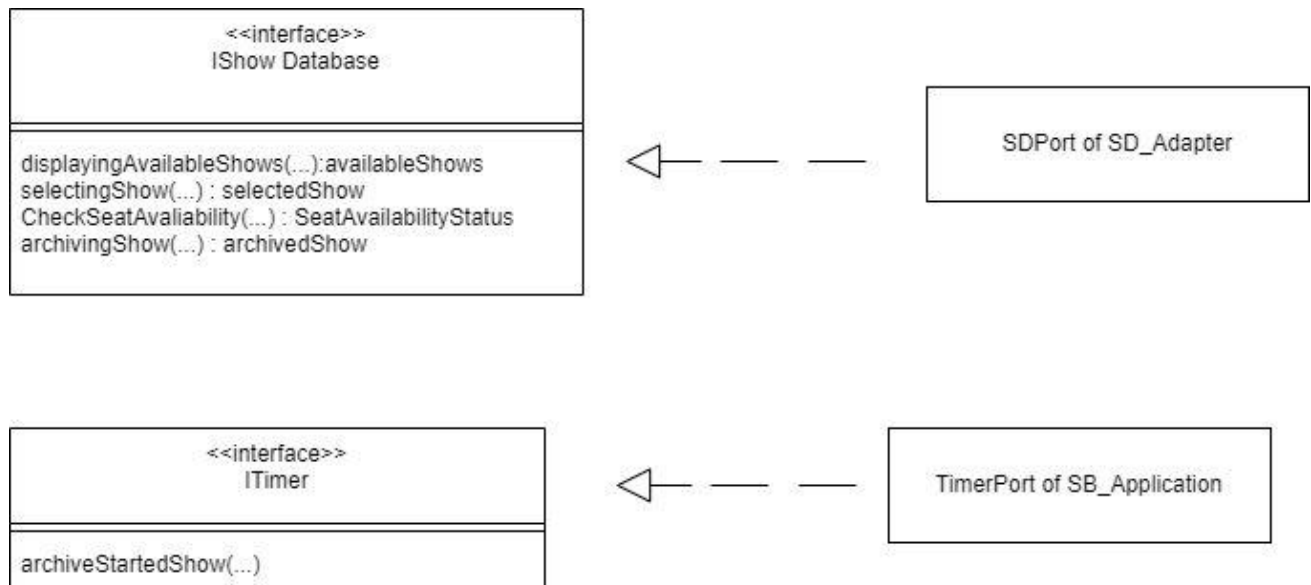 <<interface>>
IShow Database
displayingAvailableShows(...):availableShows
selectingShow(...) : selectedShow
CheckSeatAvaliability(...) : SeatAvailabilityStatus
archivingShow(...) : archivedShow
SDPort of SD_Adapter
<<interface>>
ITimer
archiveStartedShow(...)
TimerPort of SB_Application